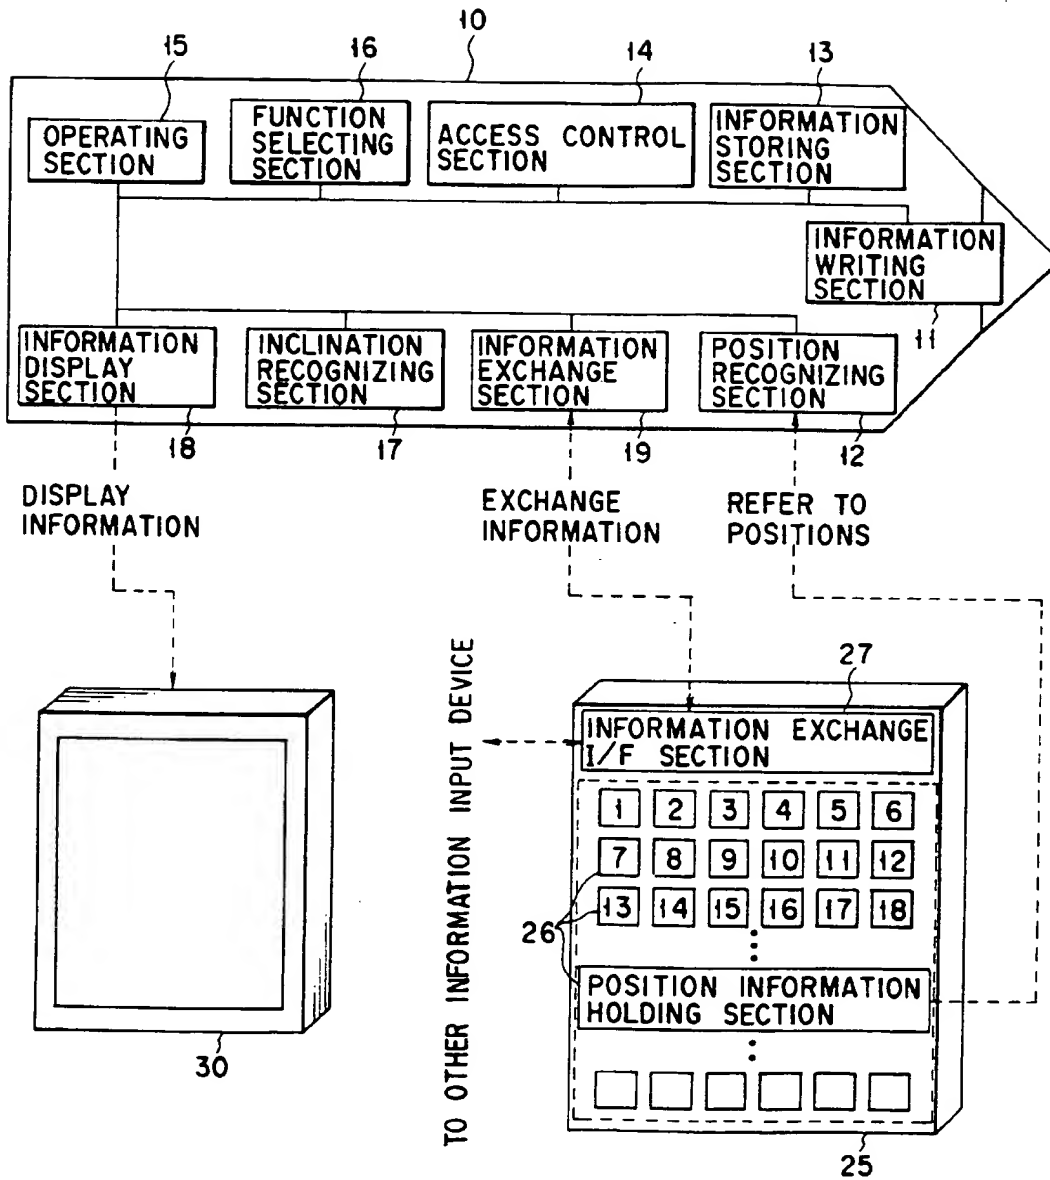 10
15
16
14
13
OPERATING
SECTION
FUNCTION
SELECTING
SECTION
ACCESS CONTROL
SECTION
INFORMATION
STORING
SECTION
INFORMATION
WRITING
SECTION
11
INFORMATION
DISPLAY
SECTION
INCLINATION
RECOGNIZING
SECTION
INFORMATION
EXCHANGE
SECTION
POSITION
RECOGNIZING
SECTION
18
17
19
12
DISPLAY
INFORMATION
EXCHANGE
INFORMATION
REFER TO
POSITIONS
TO OTHER INFORMATION INPUT DEVICE
27
INFORMATION EXCHANGE
I/F SECTION
1 2 3 4 5 6
7 8 9 10 11 12
13 14 15 16 17 18
26
POSITION INFORMATION
HOLDING SECTION
30
25